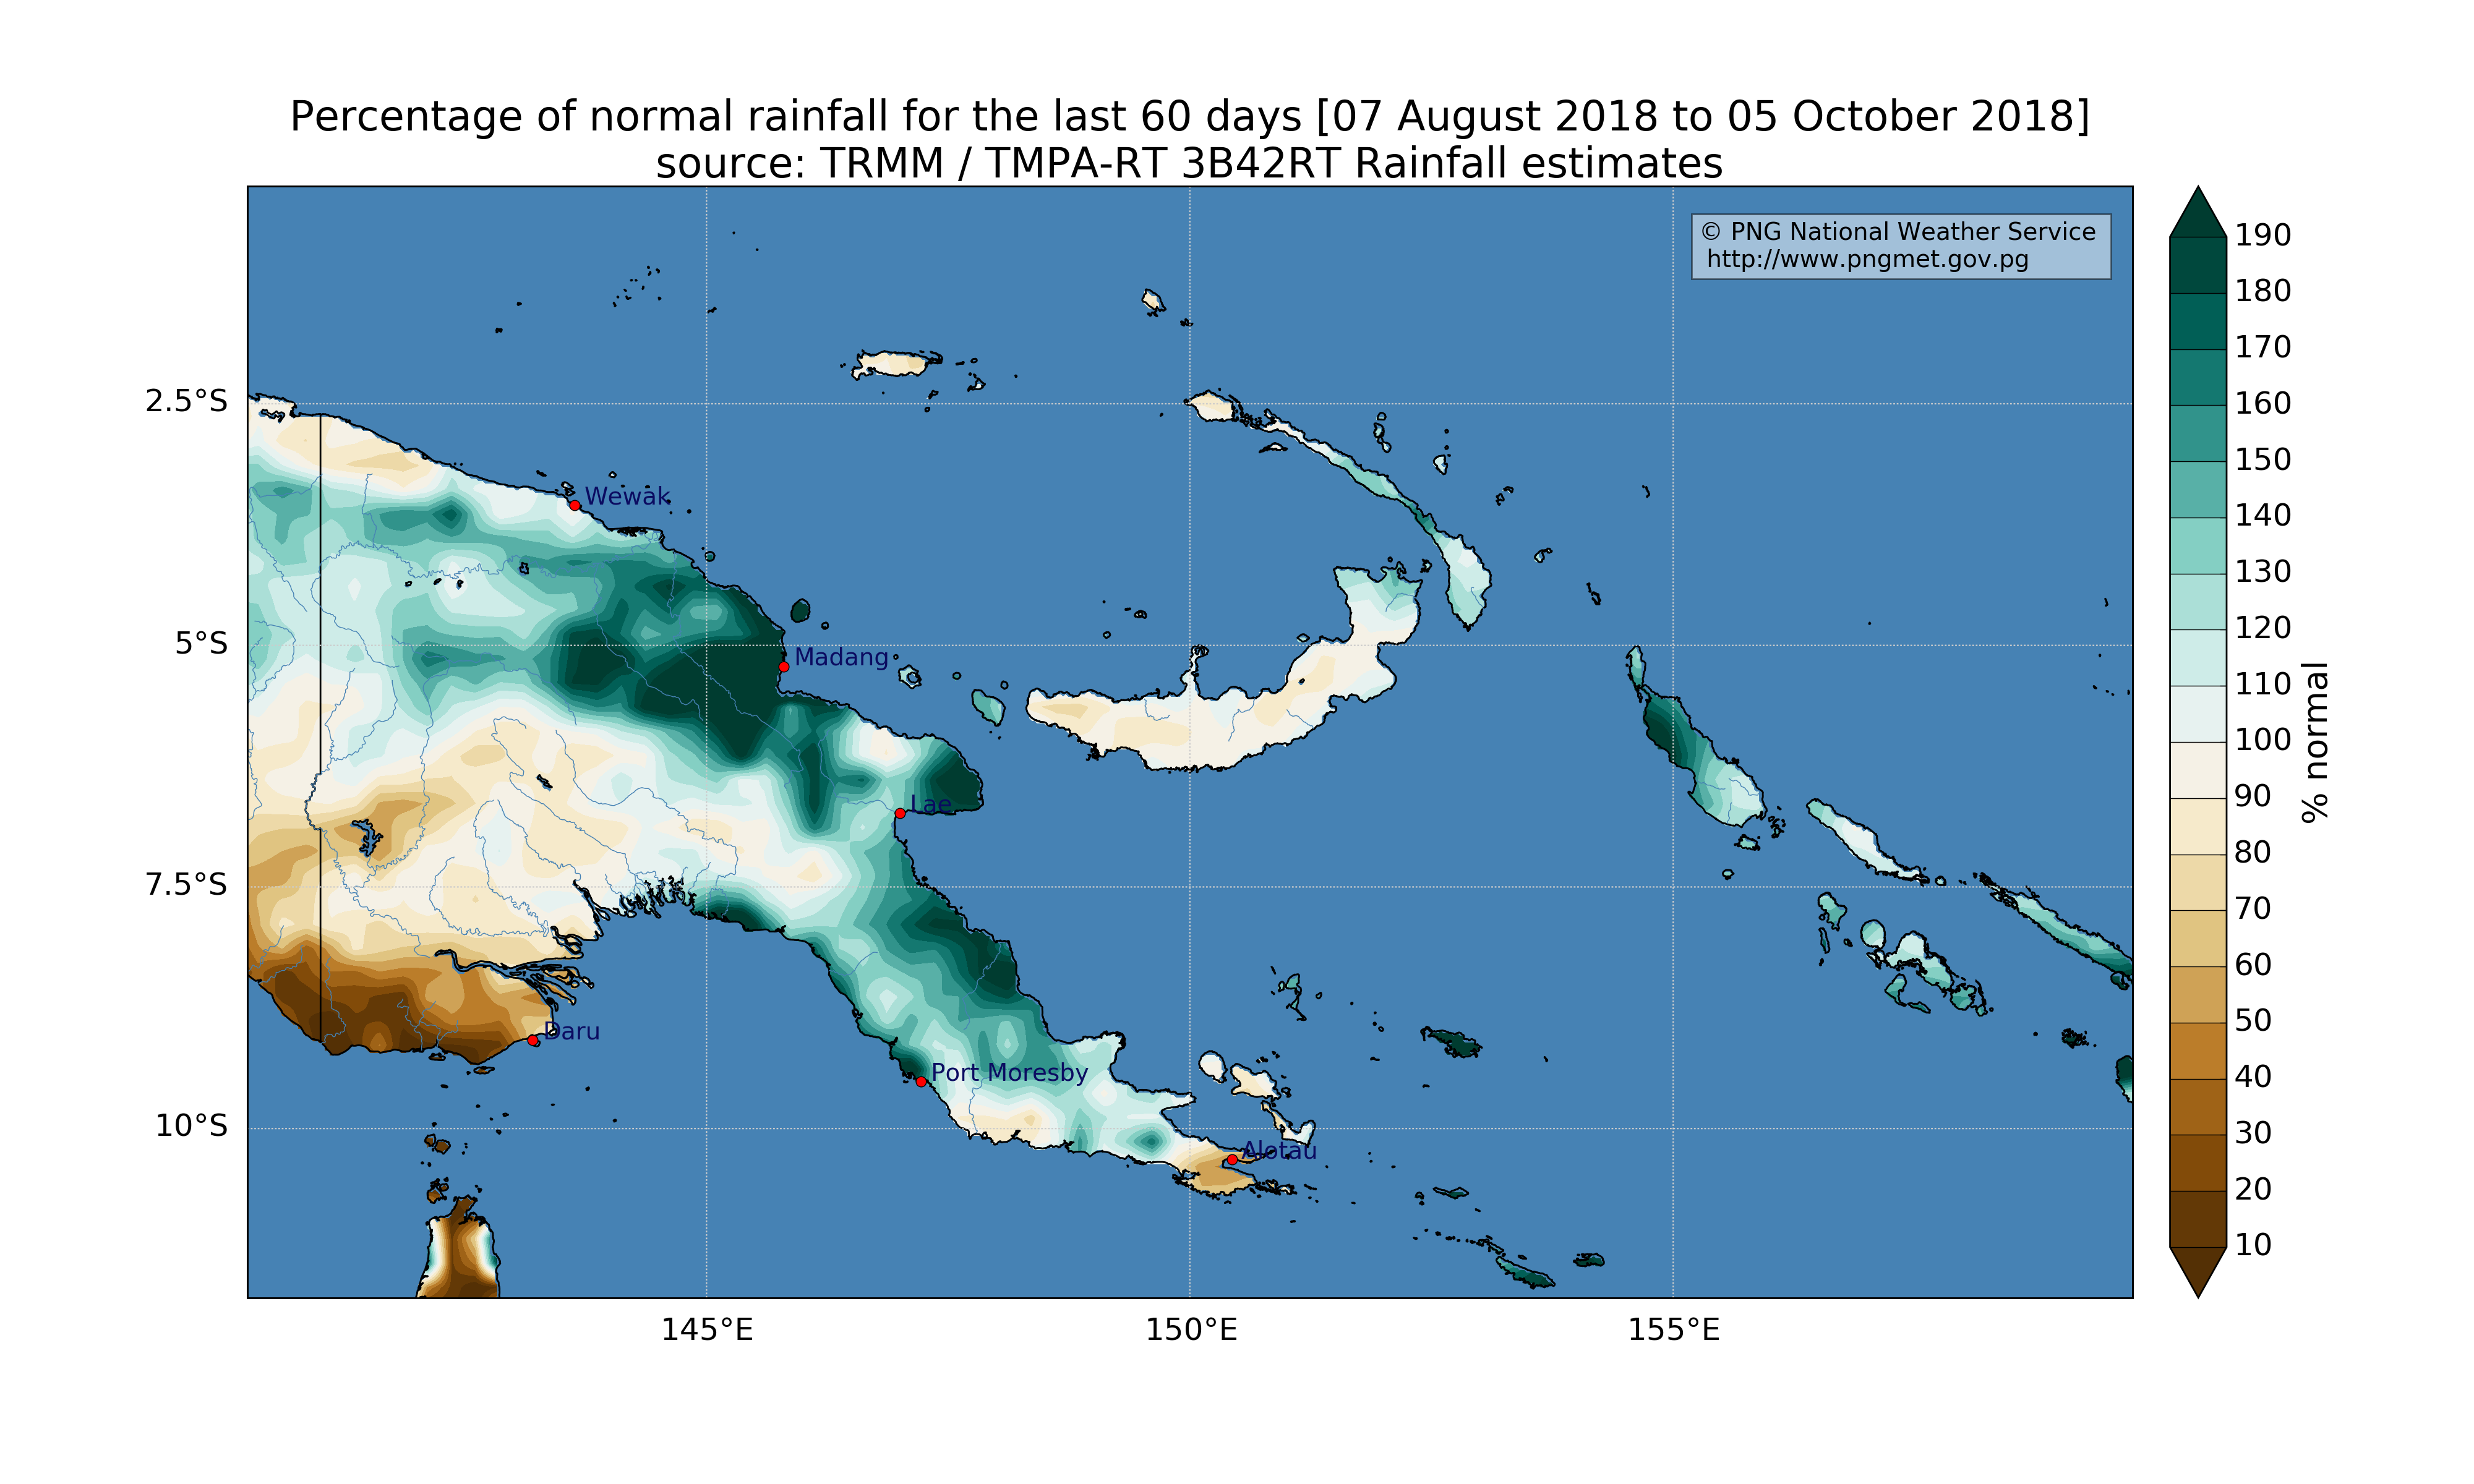 Percentage of normal rainfall for the last 60 days [07 August 2018 to 05 October 2018]
source: TRMM / TMPA-RT 3B42RT Rainfall estimates
© PNG National Weather Service
http://www.pngmet.gov.pg
2.5°S
5°S
7.5°S
10°S
Wewak
Madang
Lae
Daru
Port Moresby
Alotau
145°E
150°E
155°E
190
180
170
160
150
140
130
120
110
100
90
80
70
60
50
40
30
20
10
% normal